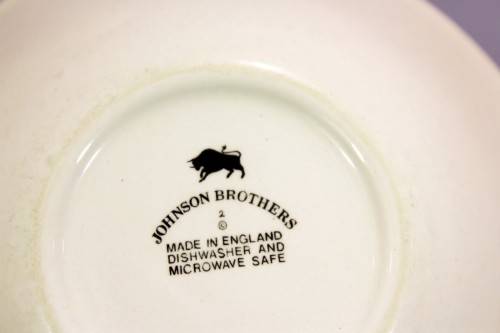 JOHNSON BROTHERS
2
©
MADE IN ENGLAND
DISHWASHER AND
MICROWAVE SAFE